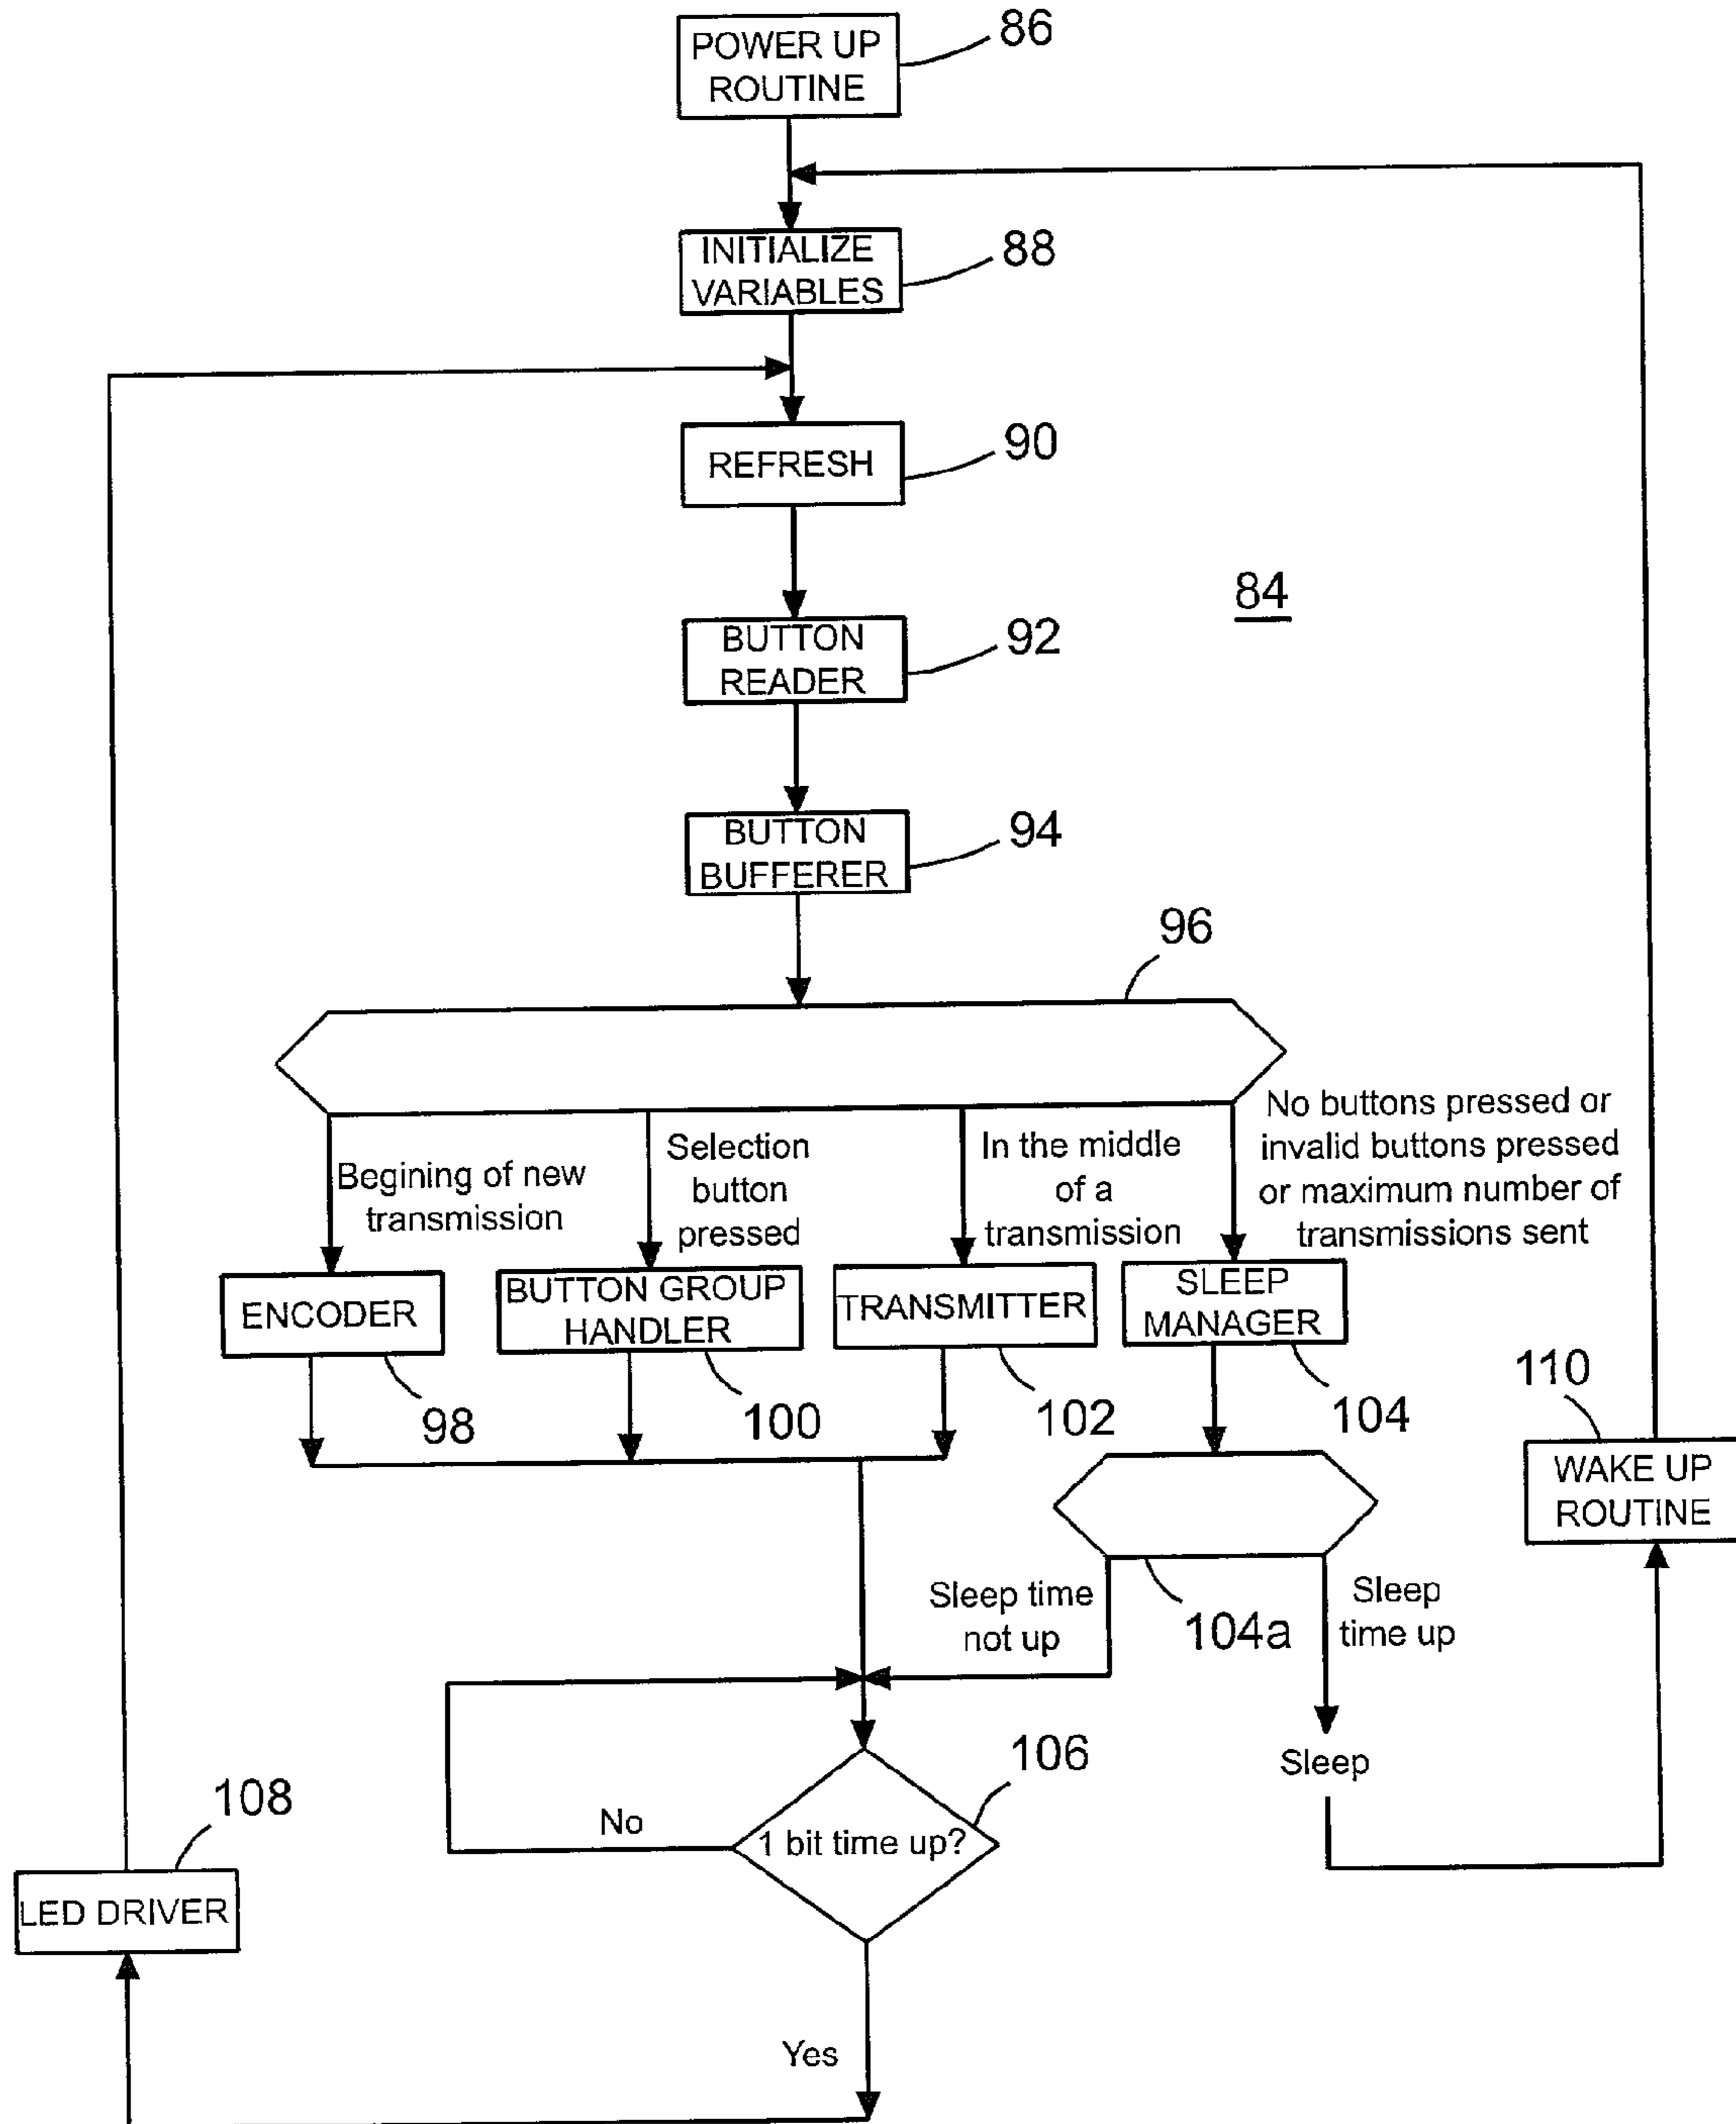 POWER UP
ROUTINE
86
INITIALIZE
VARIABLES
88
REFRESH
90
84
BUTTON
READER
92
BUTTON
BUFFERER
94
96
Begining of new
transmission
Selection
button
pressed
In the middle
of a
transmission
No buttons pressed or
invalid buttons pressed
or maximum number of
transmissions sent
ENCODER
98
BUTTON GROUP
HANDLER
100
TRANSMITTER
102
SLEEP
MANAGER
104
110
WAKE UP
ROUTINE
Sleep time
not up
104a
Sleep
time up
Sleep
106
1 bit time up?
No
Yes
108
LED DRIVER